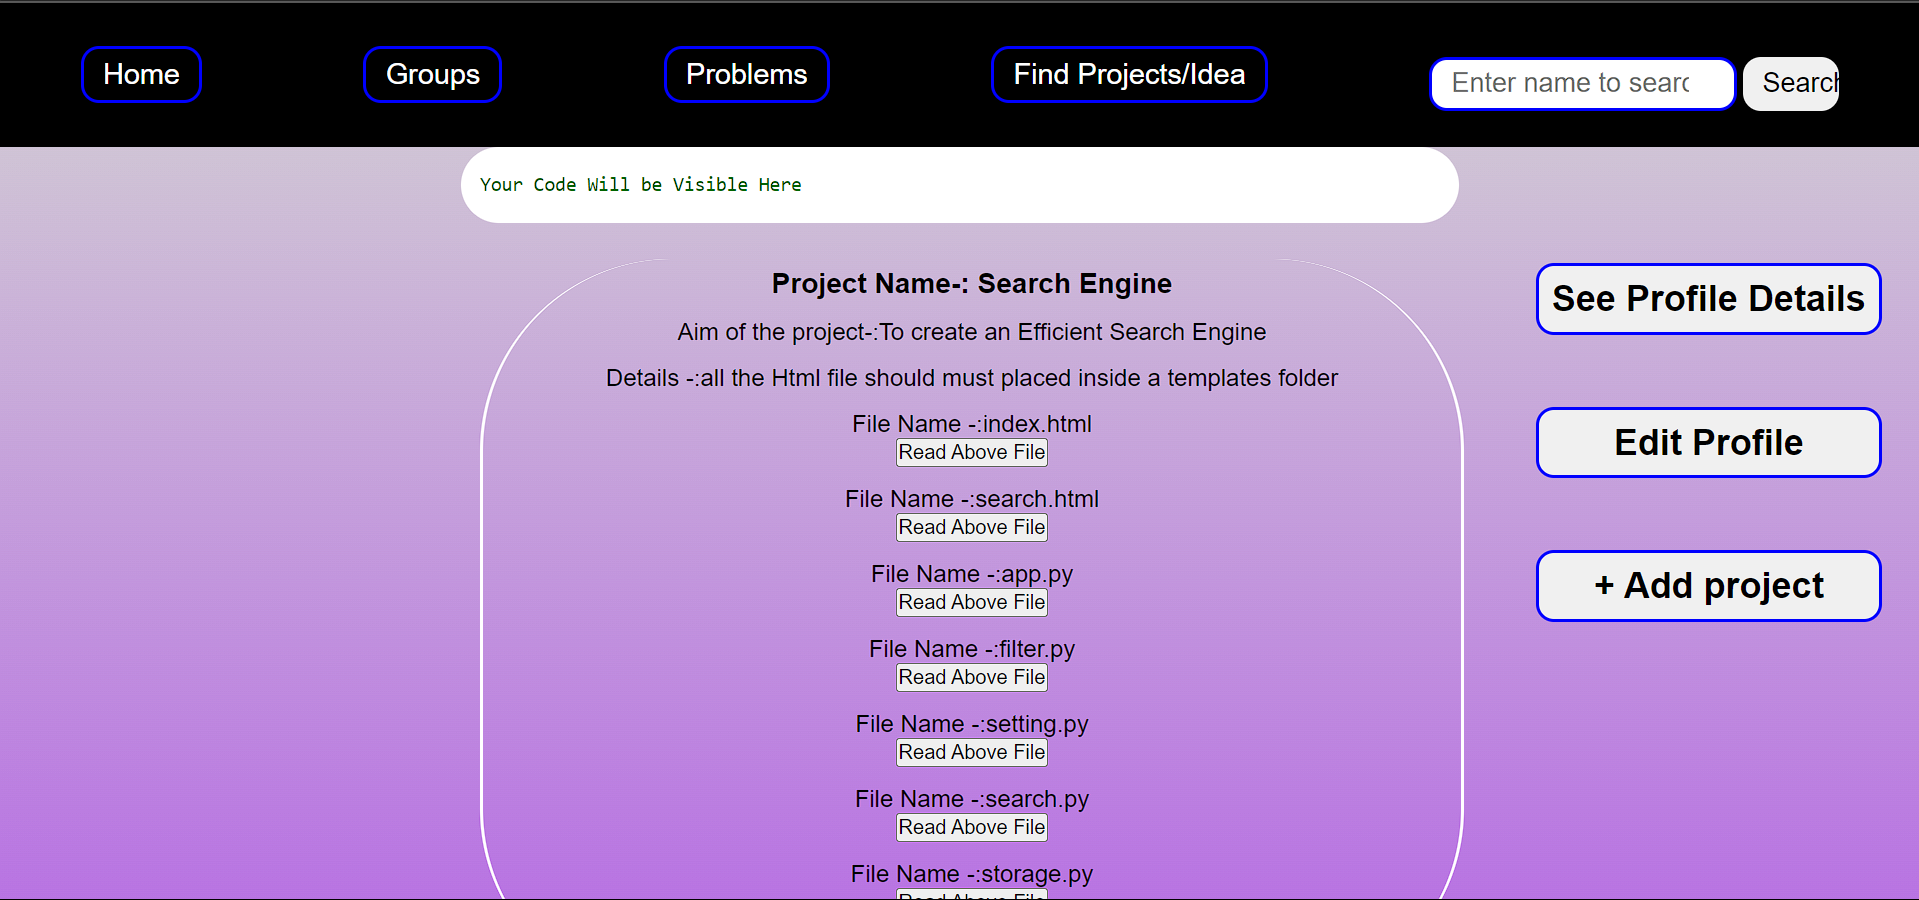 Home Groups Problems Find Projects/Idea Enter name to searc Search
Your Code Will be Visible Here
Project Name-: Search Engine
See Profile Details
Aim of the project-:To create an Efficient Search Engine
Details -:all the Html file should must placed inside a templates folder
File Name -:index.html
Edit Profile
Read Above File
File Name -:search.html
Read Above File
File Name -:app.py
+ Add project
Read Above File
File Name -:filter.py
Read Above File
File Name -:setting.py
Read Above File
File Name -:search.py
Read Above File
File Name -:storage.py
Read Above File